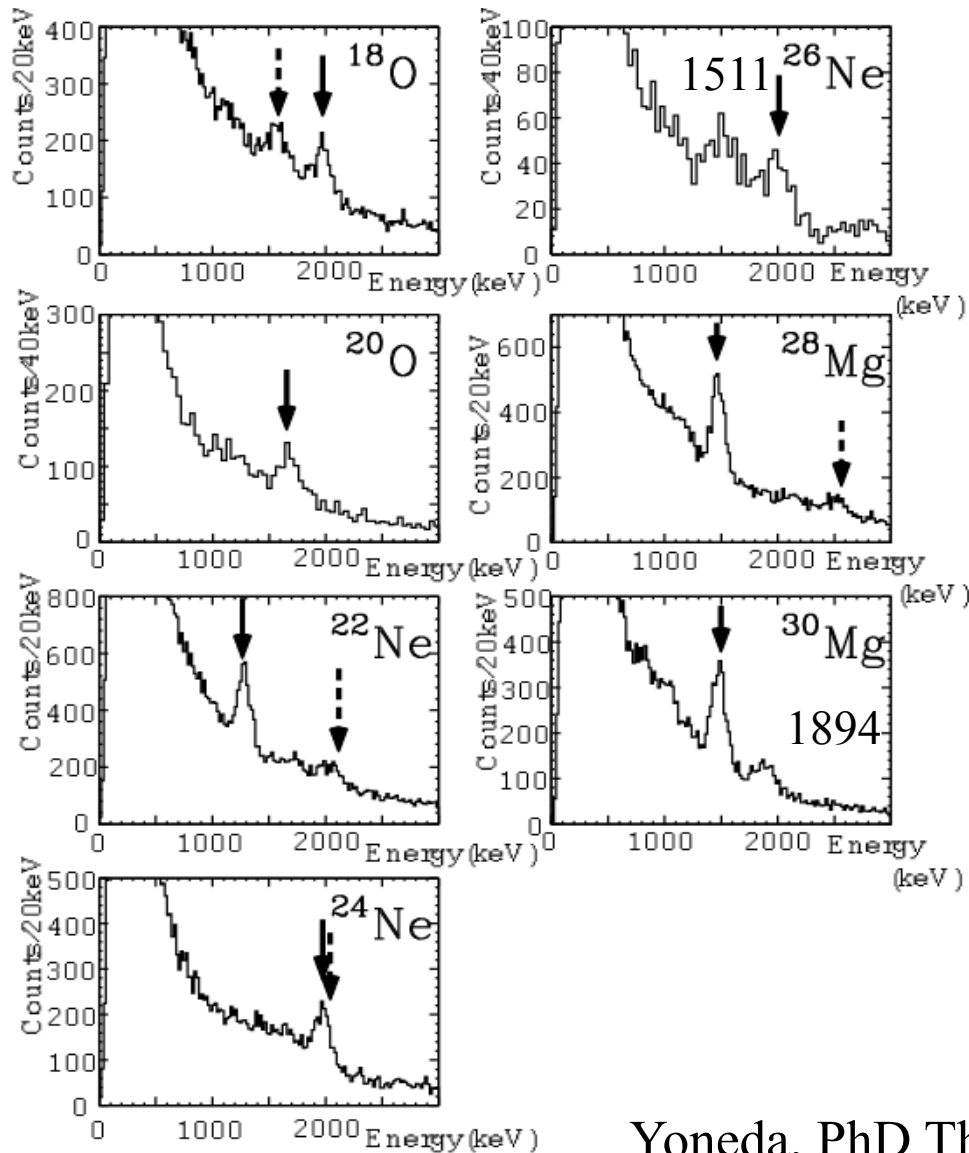 Counts/20keV
400
300
200
100
0
18O
0 1000 2000 Energy(keV)
Counts/40keV
100
80
60
40
20
0
1511 26Ne
0 1000 2000 Energy (keV)
Counts/40keV
300
200
100
0
20O
0 1000 2000 Energy(keV)
Counts/20keV
600
400
200
0
28Mg
0 1000 2000 Energy (keV)
Counts/20keV
800
600
400
200
0
22Ne
0 1000 2000 Energy(keV)
Counts/20keV
500
400
300
200
100
0
30Mg
1894
0 1000 2000 Energy (keV)
Counts/20keV
500
400
300
200
100
0
24Ne
0 1000 2000 Energy(keV)
Yoneda, PhD Th